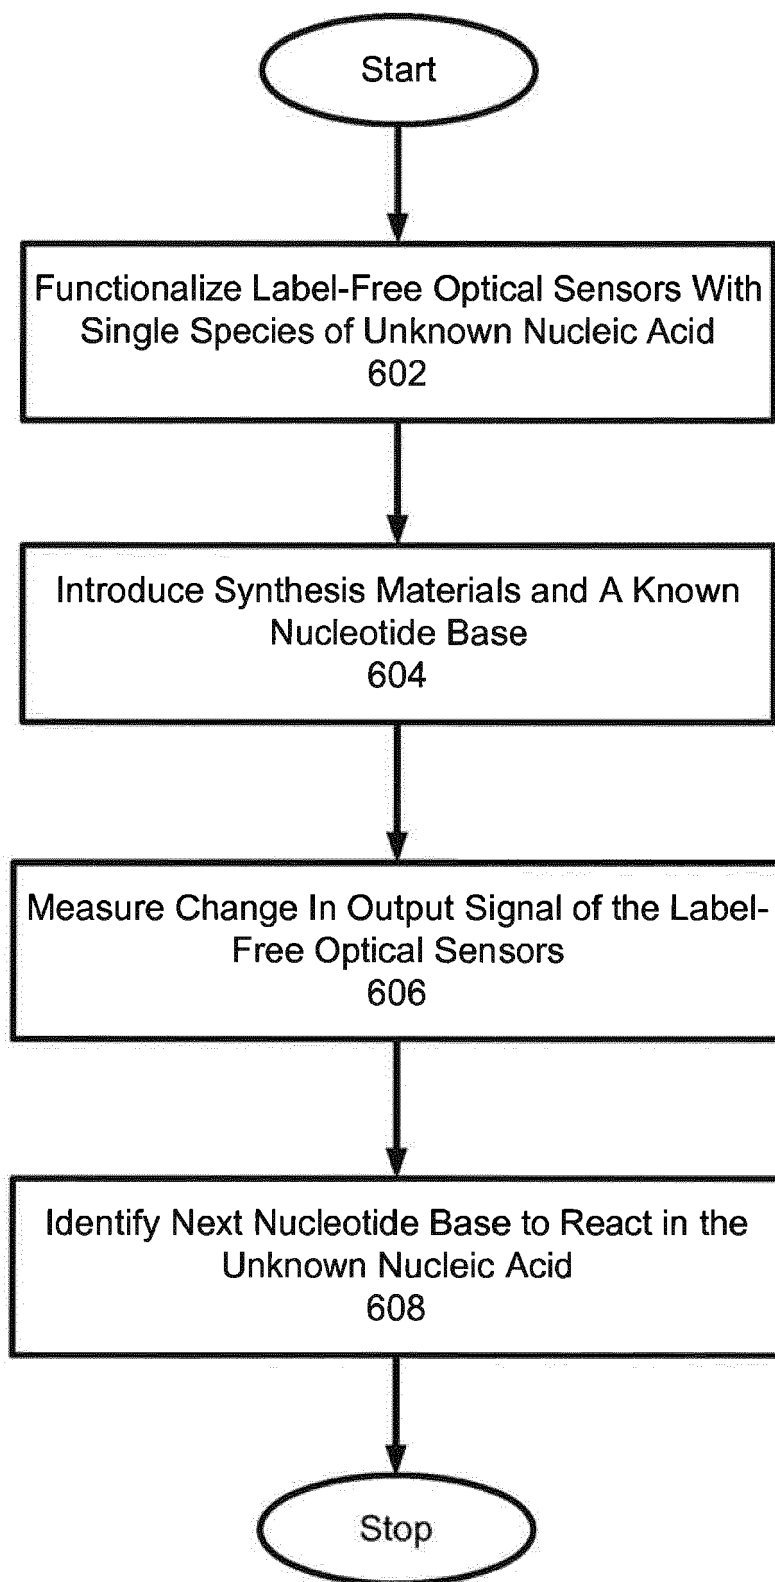 Start
Functionalize Label-Free Optical Sensors With
Single Species of Unknown Nucleic Acid
602
Introduce Synthesis Materials and A Known
Nucleotide Base
604
Measure Change In Output Signal of the Label-
Free Optical Sensors
606
Identify Next Nucleotide Base to React in the
Unknown Nucleic Acid
608
Stop